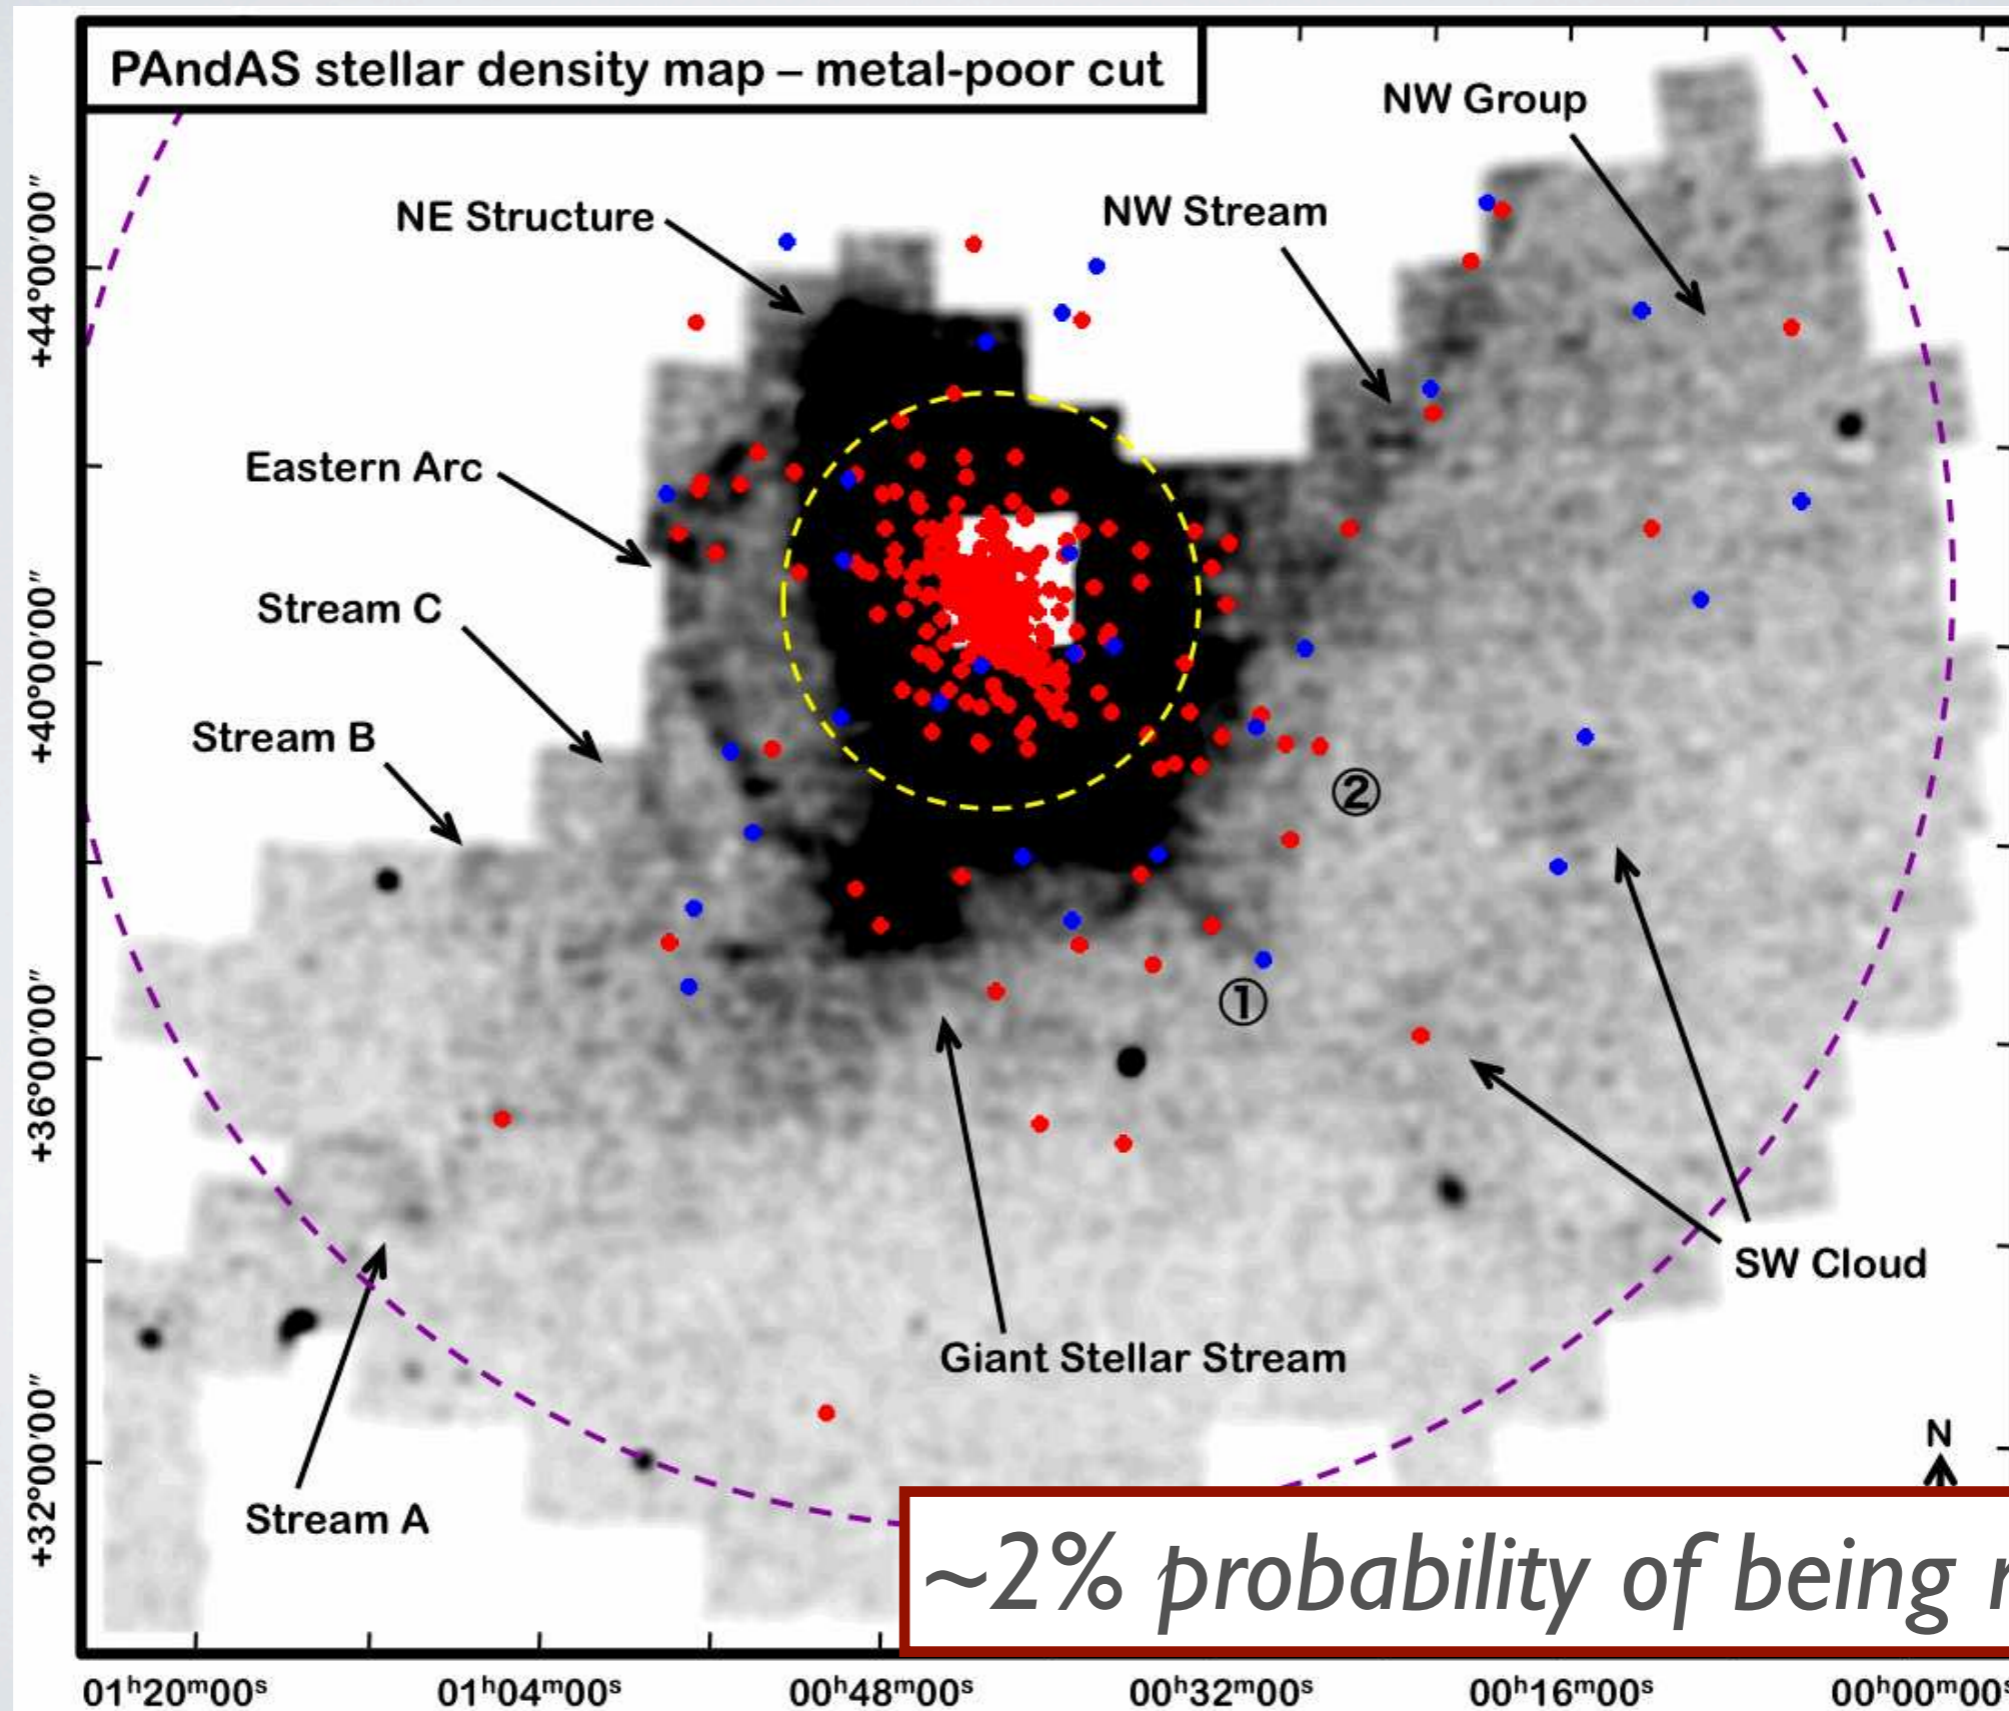 PAndAS stellar density map – metal-poor cut
NW Group
NE Structure
NW Stream
+44°00′00″
Eastern Arc
Stream C
+40°00′00″
Stream B
②
①
+36°00′00″
SW Cloud
Giant Stellar Stream
+32°00′00″
N
Stream A
~2% probability of being
01ʰ20ᵐ00ˢ 01ʰ04ᵐ00ˢ 00ʰ48ᵐ00ˢ 00ʰ32ᵐ00ˢ 00ʰ16ᵐ00ˢ 00ʰ00ᵐ00ˢ